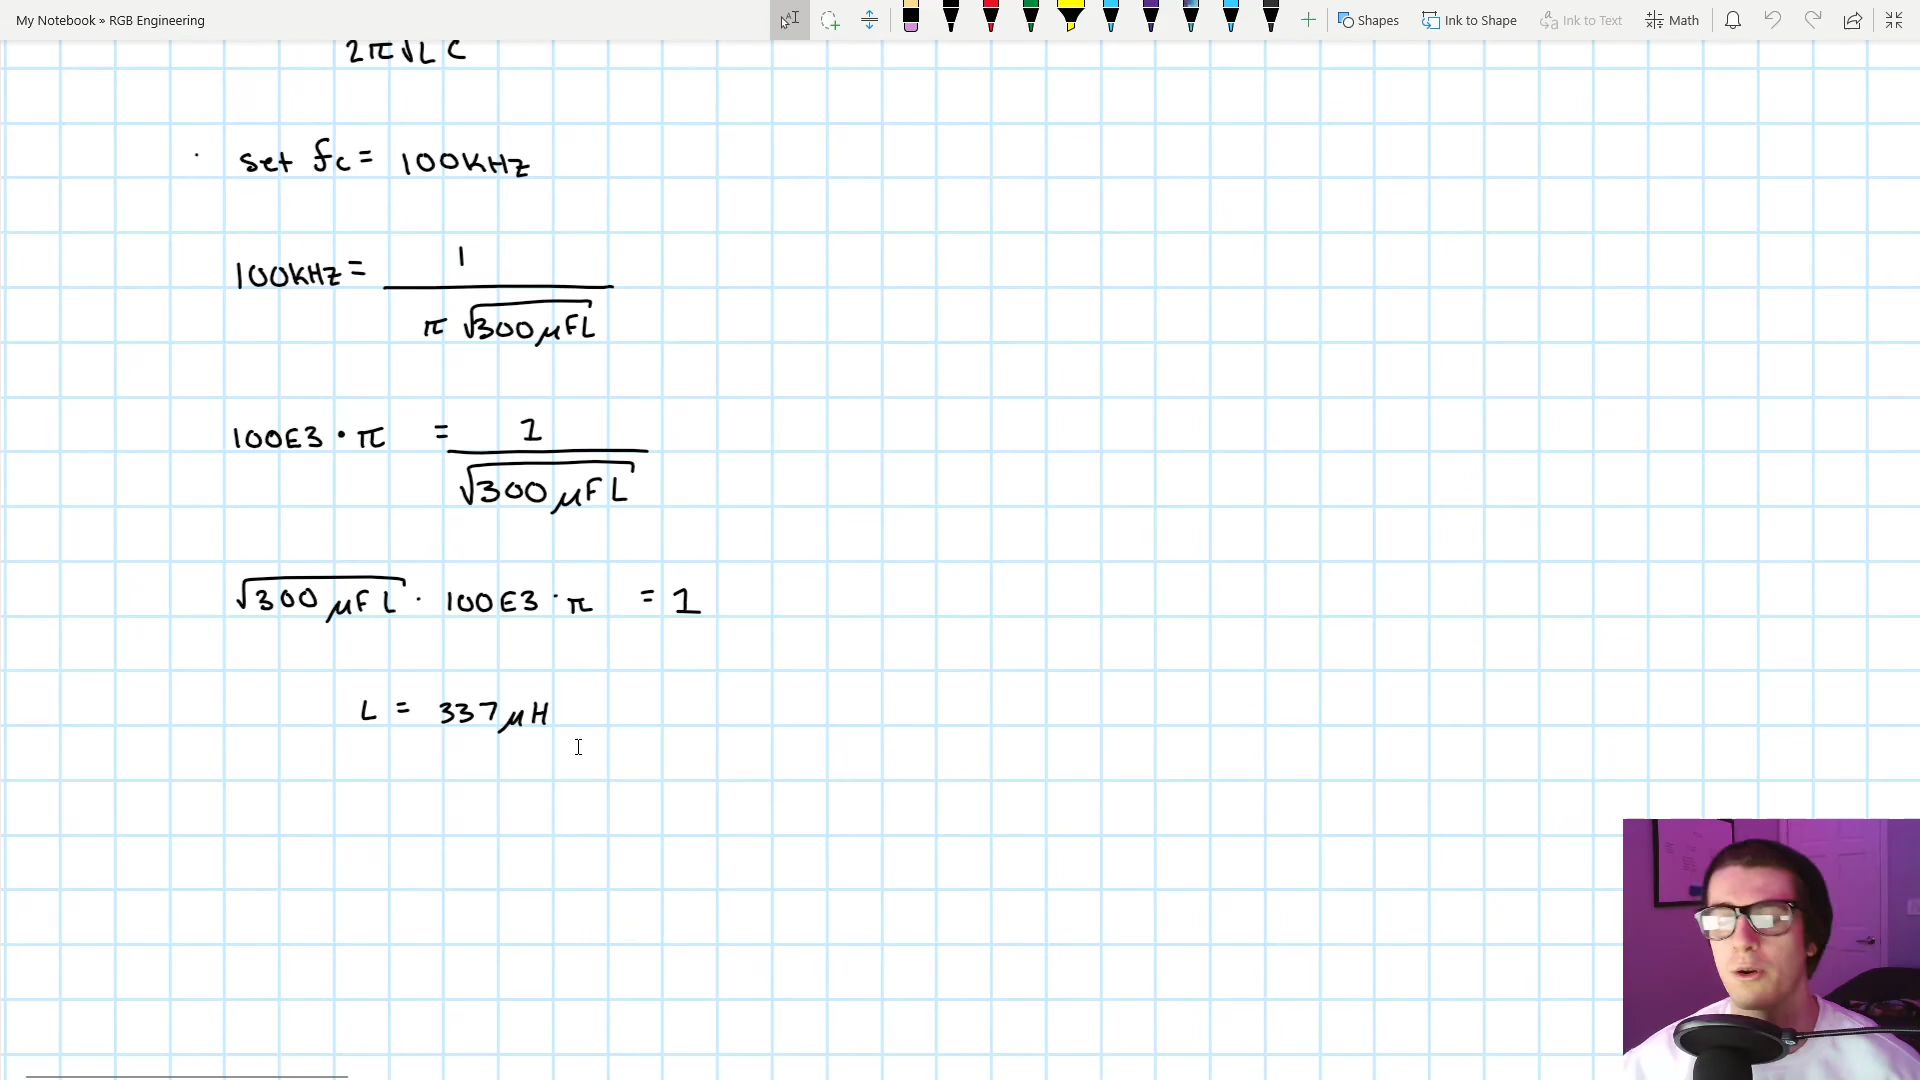 My Notebook » RGB Engineering
Shapes
Ink to Shape
Ink to Text
Math
2π√LC
· set fc = 100KHz
100KHz = 1
π √300μFL
100E3 · π = 1
√300μFL
√300μFL · 100E3 · π = 1
L = 337μH